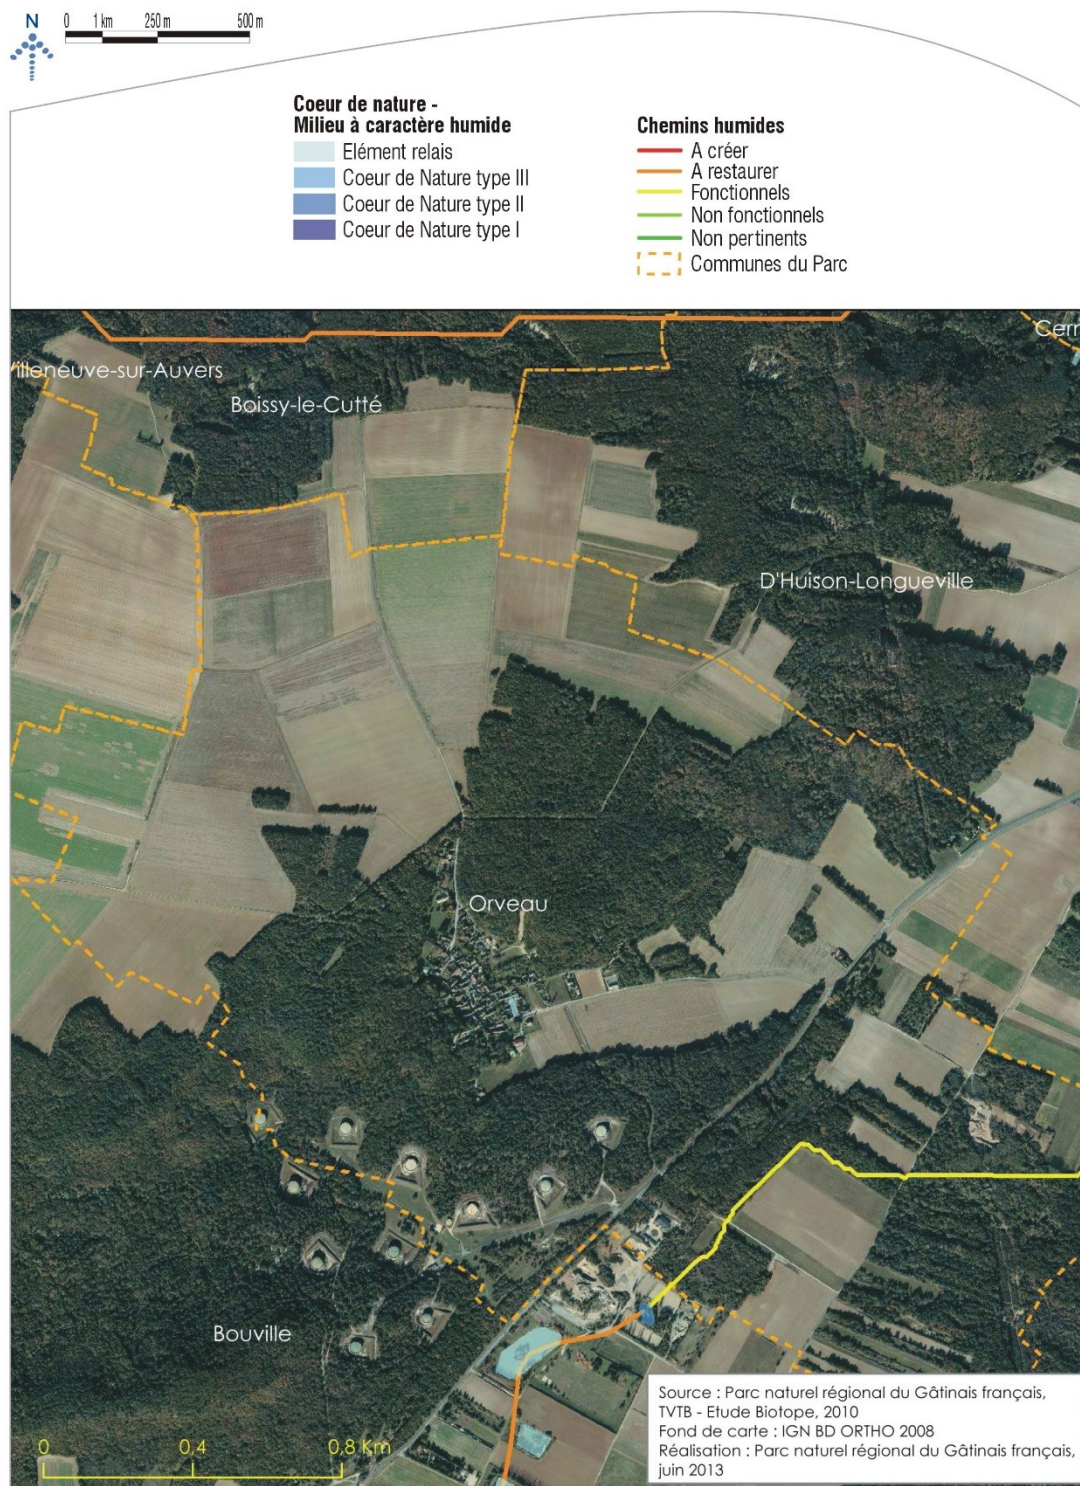 N
0 1 km 250 m 500 m
Coeur de nature -
Milieu à caractère humide
Elément relais
Coeur de Nature type III
Coeur de Nature type II
Coeur de Nature type I
Chemins humides
A créer
A restaurer
Fonctionnels
Non fonctionnels
Non pertinents
Communes du Parc
Cerr
illeneuve-sur-Auvers
Boissy-le-Cutté
D'Huison-Longueville
Orveau
Bouville
0 0,4 0,8 Km
Source : Parc naturel régional du Gâtinais français,
TVTB - Etude Biotope, 2010
Fond de carte : IGN BD ORTHO 2008
Réalisation : Parc naturel régional du Gâtinais français,
juin 2013